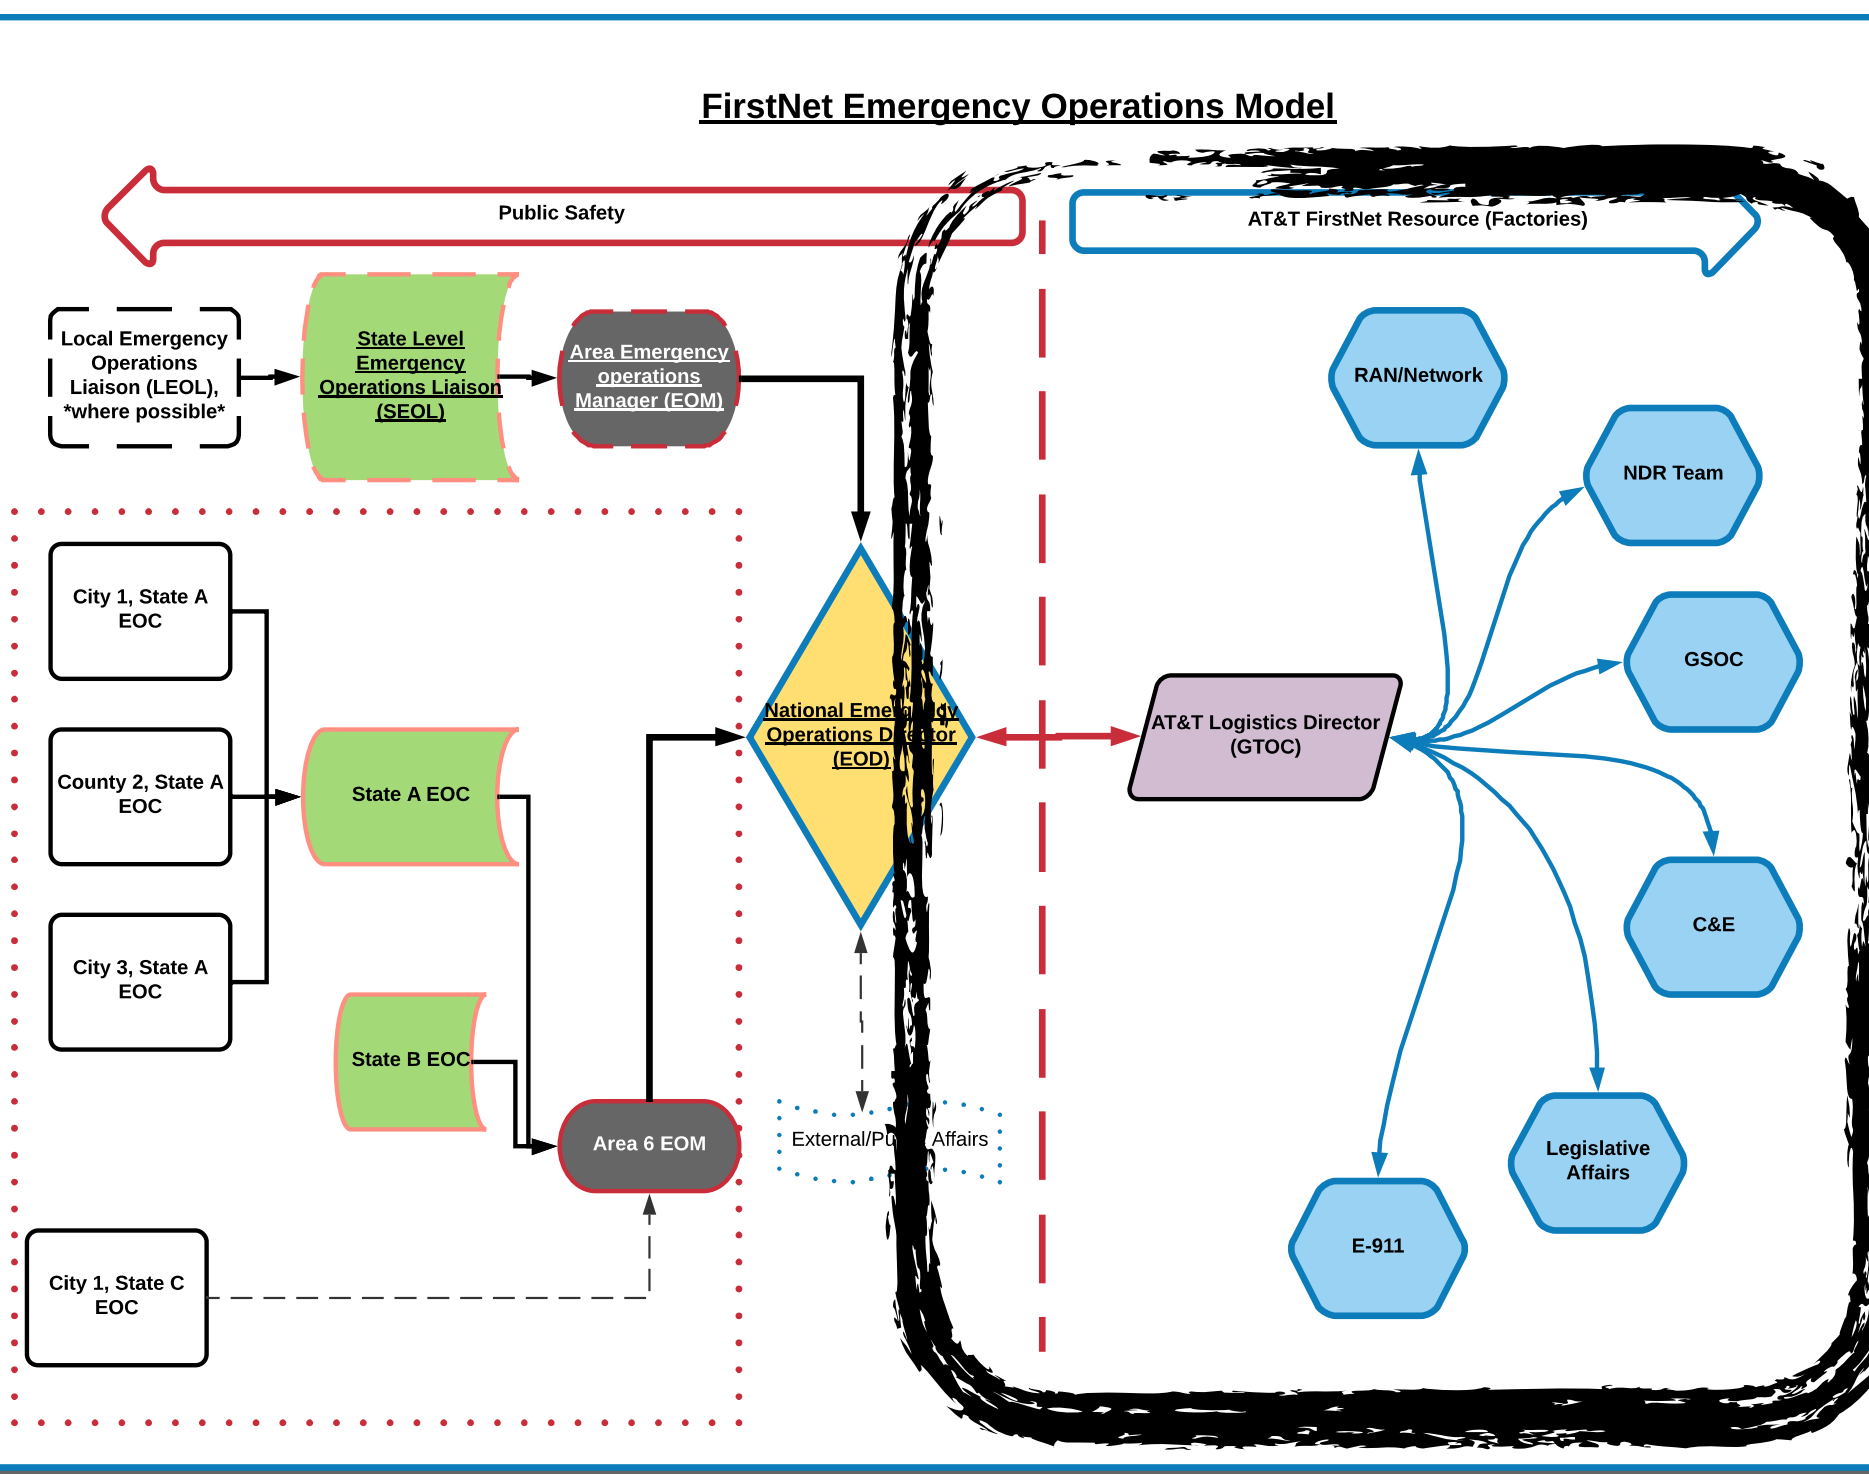 FirstNet Emergency Operations Model
Public Safety
AT&T FirstNet Resource (Factories)
Local Emergency
Operations
Liaison (LEOL),
*where possible*
State Level
Emergency
Operations Liaison
(SEOL)
Area Emergency
operations
Manager (EOM)
RAN/Network
NDR Team
City 1, State A
EOC
GSOC
National Emergency
Operations Director
(EOD)
AT&T Logistics Director
(GTOC)
County 2, State A
EOC
State A EOC
C&E
City 3, State A
EOC
State B EOC
Area 6 EOM
External/Pu Affairs
Legislative
Affairs
E-911
City 1, State C
EOC